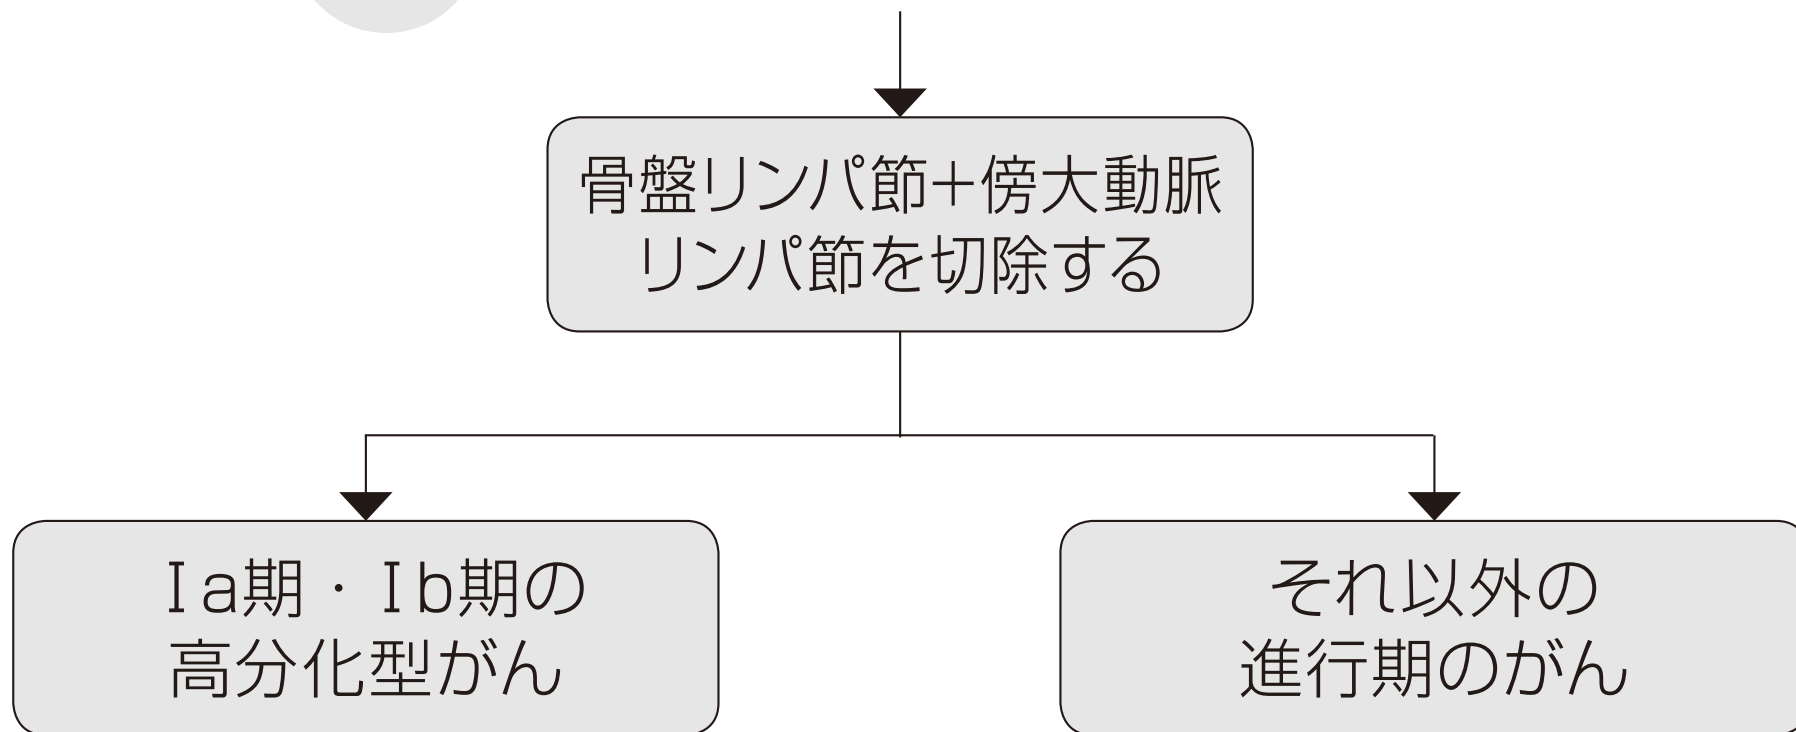 骨盤リンパ節+傍大動脈
リンパ節を切除する
Ia期・Ib期の
高分化型がん
それ以外の
進行期のがん